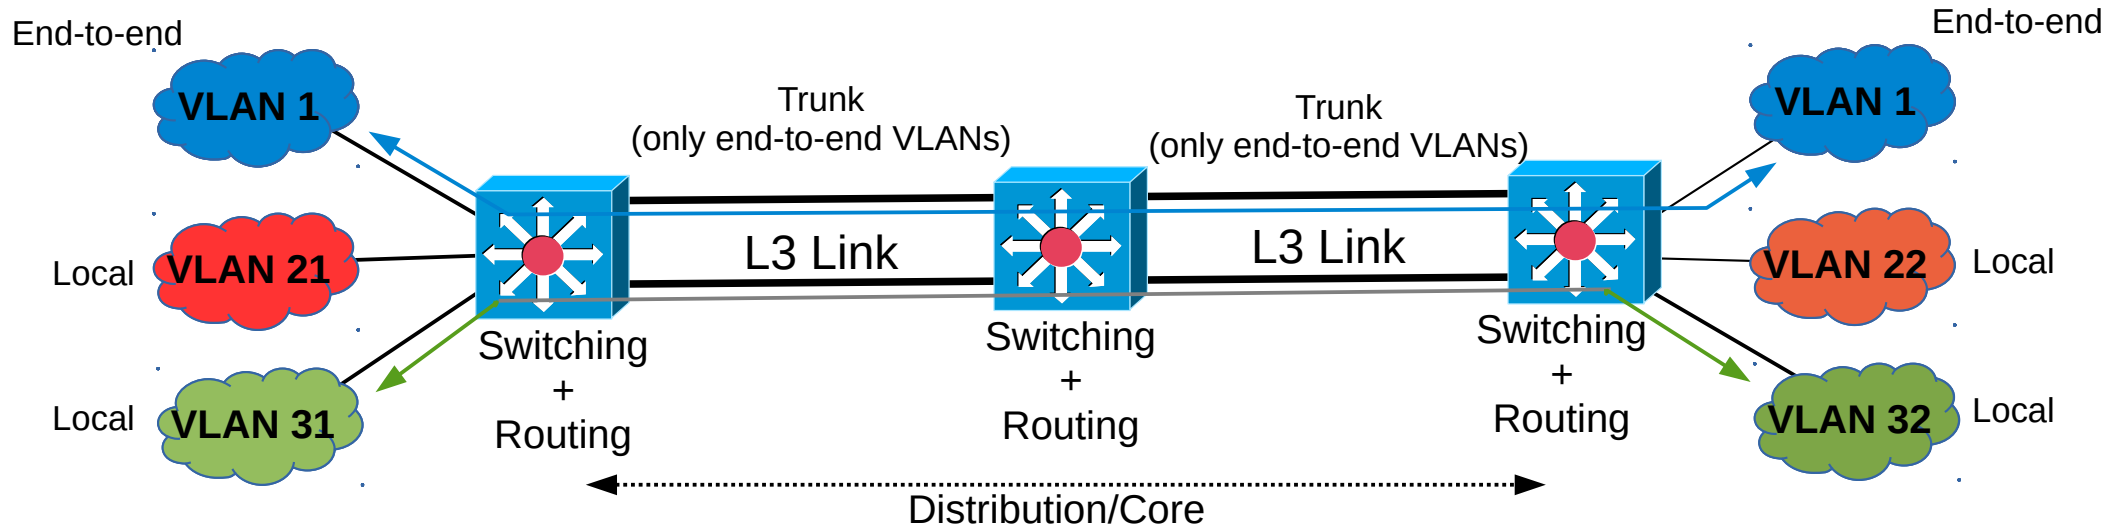 End-to-end
End-to-end
VLAN 1
Trunk
(only end-to-end VLANs)
Trunk
(only end-to-end VLANs)
VLAN 1
Local
VLAN 21
L3 Link
L3 Link
VLAN 22
Local
Local
VLAN 31
Switching
+
Routing
Switching
+
Routing
Switching
+
Routing
VLAN 32
Local
Distribution/Core